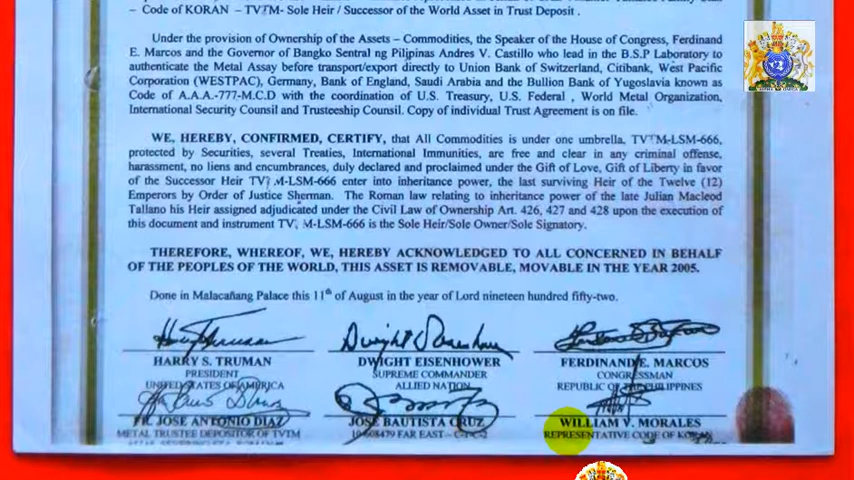 – Code of KORAN – TVTM- Sole Heir / Successor of the World Asset in Trust Deposit .
Under the provision of Ownership of the Assets – Commodities, the Speaker of the House of Congress, Ferdinand
E. Marcos and the Governor of Bangko Sentral ng Pilipinas Andres V. Castillo who lead in the B.S.P Laboratory to
authenticate the Metal Assay before transport/export directly to Union Bank of Switzerland, Citibank, West Pacific
Corporation (WESTPAC), Germany, Bank of England, Saudi Arabia and the Bullion Bank of Yugoslavia known as
Code of A.A.A.-777-M.C.D with the coordination of U.S. Treasury, U.S. Federal , World Metal Organization,
International Security Counsil and Trusteeship Counsil. Copy of individual Trust Agreement is on file.
WE, HEREBY, CONFIRMED, CERTIFY, that All Commodities is under one umbrella, TVTM-LSM-666,
protected by Securities, several Treaties, International Immunities, are free and clear in any criminal offense,
harassment, no liens and encumbrances, duly declared and proclaimed under the Gift of Love, Gift of Liberty in favor
of the Successor Heir TVTM-LSM-666 enter into inheritance power, the last surviving Heir of the Twelve (12)
Emperors by Order of Justice Sherman. The Roman law relating to inheritance power of the late Julian Macleod
Tallano his Heir assigned adjudicated under the Civil Law of Ownership Art. 426, 427 and 428 upon the execution of
this document and instrument TVTM-LSM-666 is the Sole Heir/Sole Owner/Sole Signatory.
THEREFORE, WHEREOF, WE, HEREBY ACKNOWLEDGED TO ALL CONCERNED IN BEHALF
OF THE PEOPLES OF THE WORLD, THIS ASSET IS REMOVABLE, MOVABLE IN THE YEAR 2005.
Done in Malacañang Palace this 11th of August in the year of Lord nineteen hundred fifty-two.
HARRY S. TRUMAN DWIGHT EISENHOWER FERDINAND E. MARCOS
PRESIDENT SUPREME COMMANDER CONGRESSMAN
UNITED STATES OF AMERICA ALLIED NATION REPUBLIC OF THE PHILIPPINES
FR. JOSE ANTONIO DIAZ JOSE BAUTISTA CRUZ WILLIAM V. MORALES
METAL TRUSTEE DEPOSITOR OF TVTM FAR EAST REPRESENTATIVE CODE OF KORAN